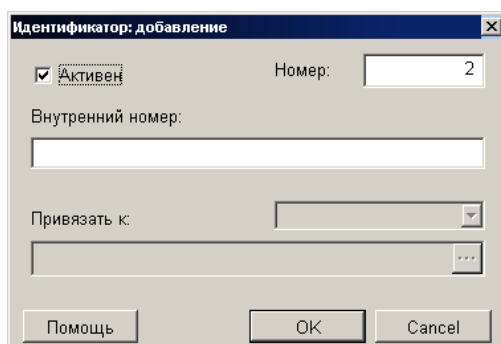 Идентификатор: добавление
Активен Номер: 2
Внутренний номер:
Привязать к:
...
Помощь OK Cancel